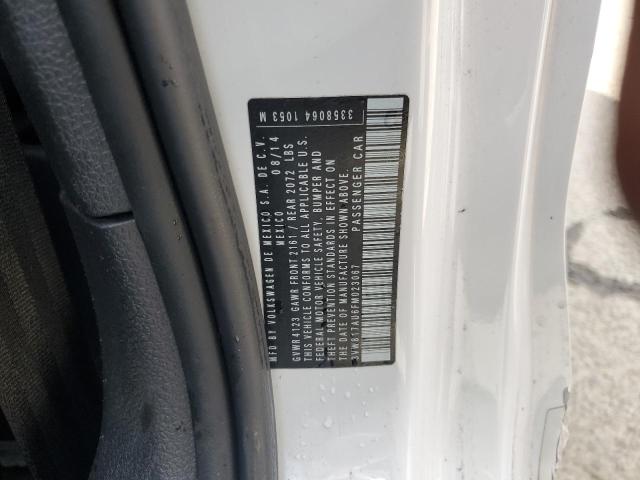 3358064 1053 M
MFD BY VOLKSWAGEN DE MEXICO S.A. DE C.V.
MEXICO 08/14
GVWR 4123 GAWR FRONT 2161 / REAR 2072 LBS
THIS VEHICLE CONFORMS TO ALL APPLICABLE U.S.
FEDERAL MOTOR VEHICLE SAFETY, BUMPER AND
THEFT PREVENTION STANDARDS IN EFFECT ON
THE DATE OF MANUFACTURE SHOWN ABOVE.
3VW817AU6FM023067 PASSENGER CAR